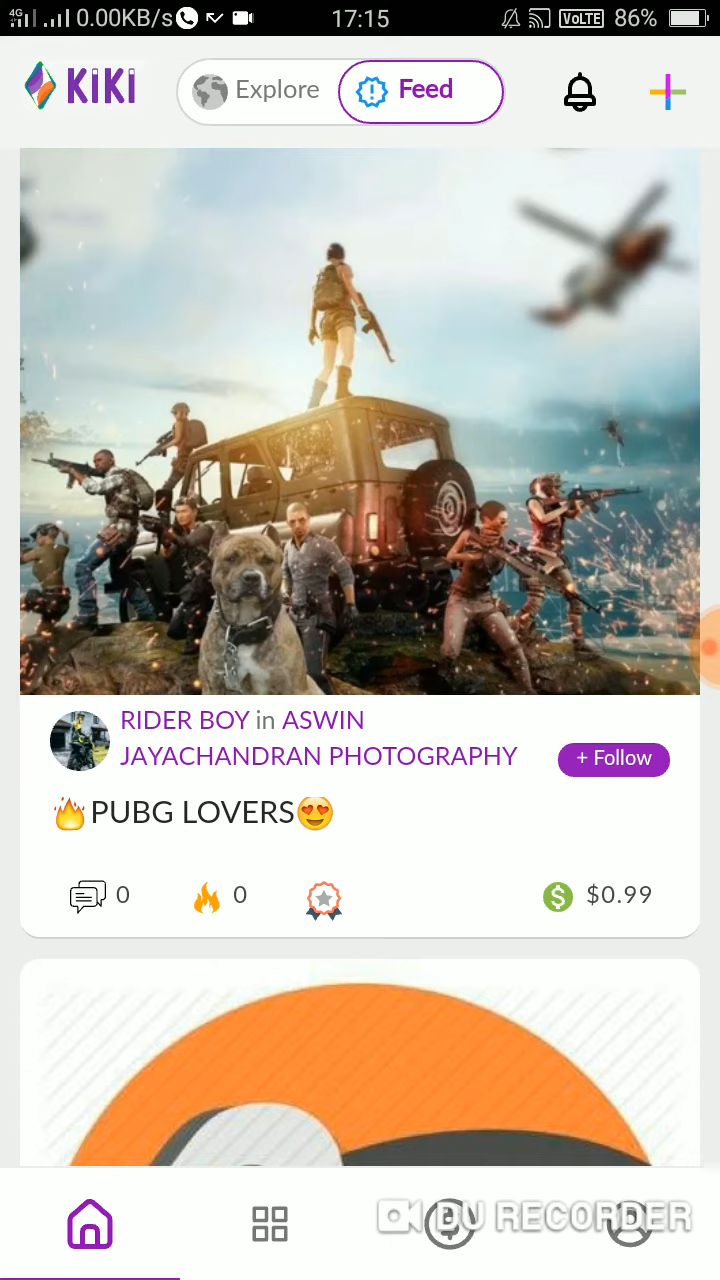 4G 0.00KB/s 17:15 VoLTE 86%
KIKI Explore Feed
RIDER BOY in ASWIN
JAYACHANDRAN PHOTOGRAPHY
+ Follow
🔥PUBG LOVERS😍
0 0 $0.99
DU RECORDER